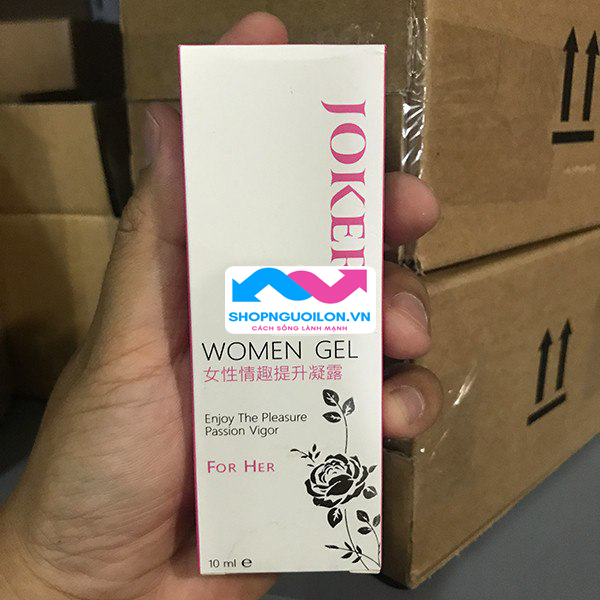 JOKER
SHOPNGUOILON.VN
CÁCH SỐNG LÀNH MẠNH
WOMEN GEL
女性情趣提升凝露
Enjoy The Pleasure
Passion Vigor
FOR HER
10 ml e